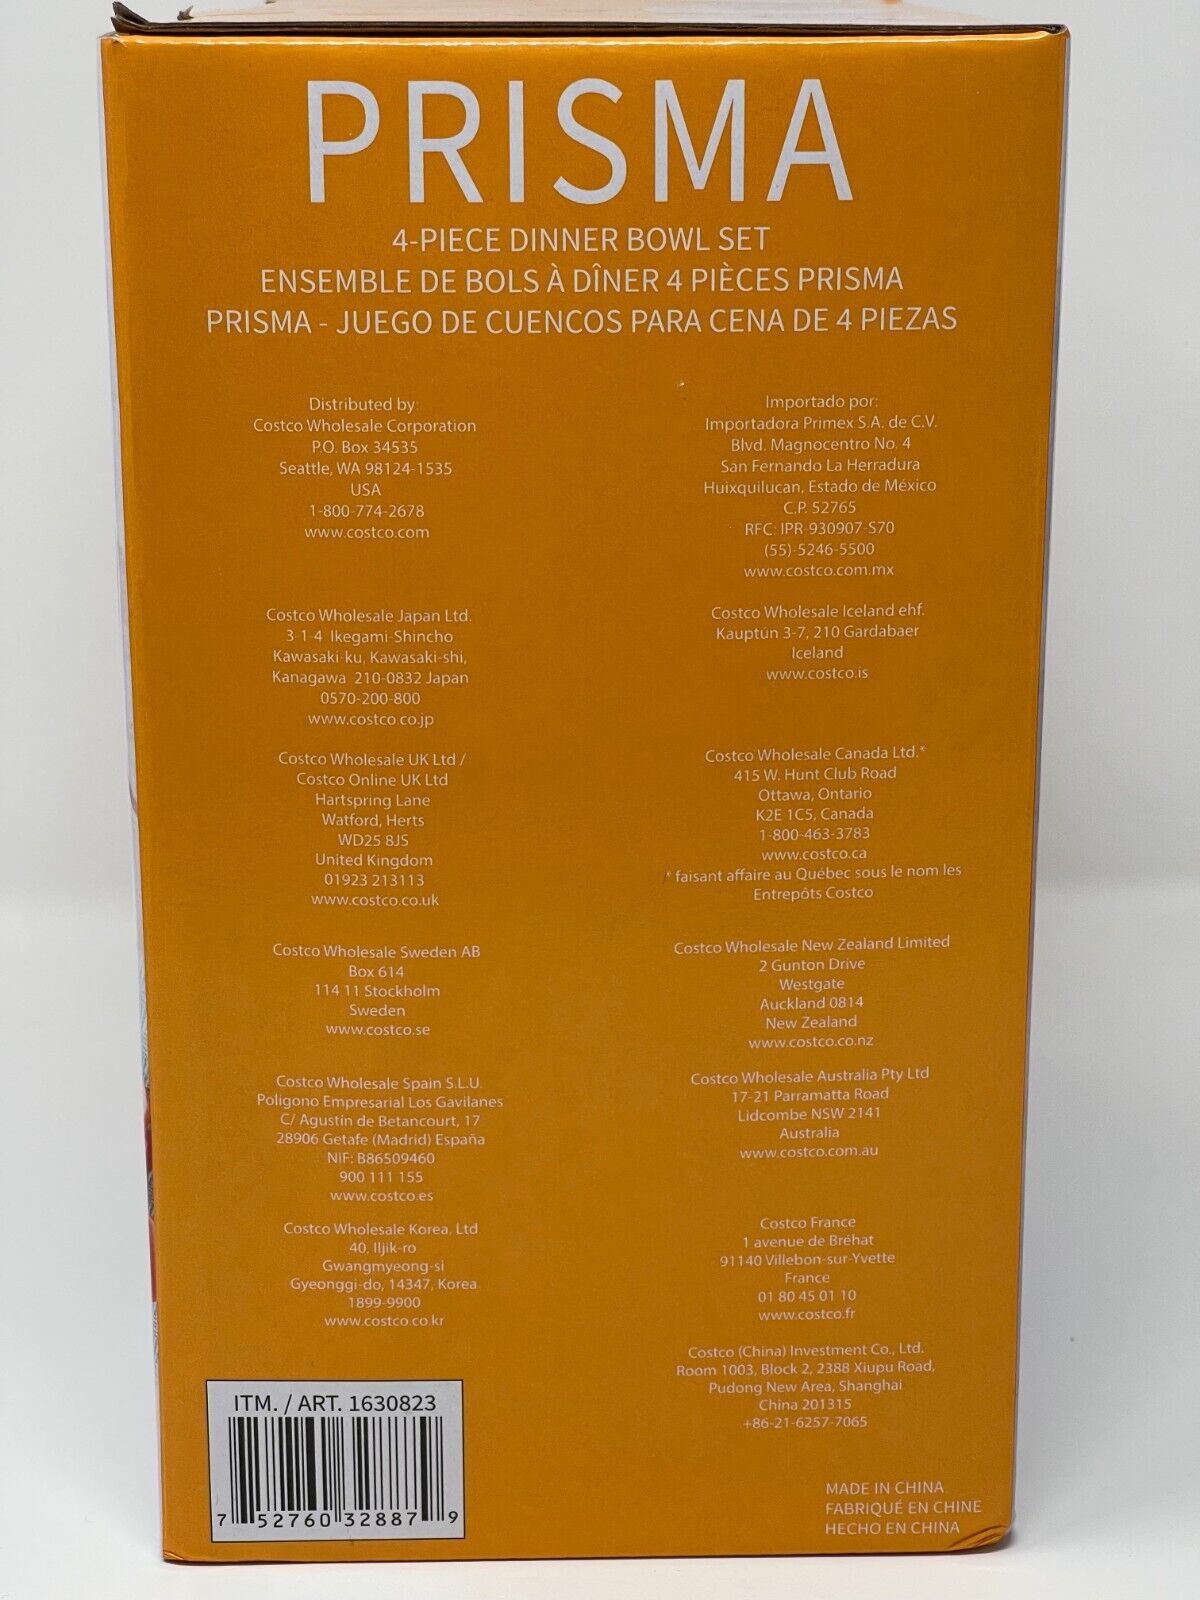 PRISMA
4-PIECE DINNER BOWL SET
ENSEMBLE DE BOLS À DÎNER 4 PIÈCES PRISMA
PRISMA - JUEGO DE CUENCOS PARA CENA DE 4 PIEZAS
Distributed by:
Costco Wholesale Corporation
P.O. Box 34535
Seattle, WA 98124-1535
USA
1-800-774-2678
www.costco.com
Importado por:
Importadora Primex S.A. de C.V.
Blvd. Magnocentro No. 4
San Fernando La Herradura
Huixquilucan, Estado de México
C.P. 52765
RFC: IPR-930907-S70
(55)-5246-5500
www.costco.com.mx
Costco Wholesale Japan Ltd.
3-1-4 Ikegami-Shincho
Kawasaki-ku, Kawasaki-shi,
Kanagawa 210-0832 Japan
0570-200-800
www.costco.co.jp
Costco Wholesale Iceland ehf.
Kauptún 3-7, 210 Gardabaer
Iceland
www.costco.is
Costco Wholesale UK Ltd /
Costco Online UK Ltd
Hartspring Lane
Watford, Herts
WD25 8JS
United Kingdom
01923 213113
www.costco.co.uk
Costco Wholesale Canada Ltd.*
415 W. Hunt Club Road
Ottawa, Ontario
K2E 1C5, Canada
1-800-463-3783
www.costco.ca
* faisant affaire au Québec sous le nom les
Entrepôts Costco
Costco Wholesale Sweden AB
Box 614
114 11 Stockholm
Sweden
www.costco.se
Costco Wholesale New Zealand Limited
2 Gunton Drive
Westgate
Auckland 0814
New Zealand
www.costco.co.nz
Costco Wholesale Spain S.L.U.
Poligono Empresarial Los Gavilanes
C/ Agustín de Betancourt, 17
28906 Getafe (Madrid) España
NIF: B86509460
900 111 155
www.costco.es
Costco Wholesale Australia Pty Ltd
17-21 Parramatta Road
Lidcombe NSW 2141
Australia
www.costco.com.au
Costco Wholesale Korea, Ltd.
40, Iljik-ro
Gwangmyeong-si
Gyeonggi-do, 14347, Korea
1899-9900
www.costco.co.kr
Costco France
1 avenue de Bréhat
91140 Villebon-sur-Yvette
France
01 80 45 01 10
www.costco.fr
Costco (China) Investment Co., Ltd.
Room 1003, Block 2, 2388 Xiupu Road,
Pudong New Area, Shanghai
China 201315
+86-21-6257-7065
ITM. / ART. 1630823
7 52760 32887 9
MADE IN CHINA
FABRIQUÉ EN CHINE
HECHO EN CHINA